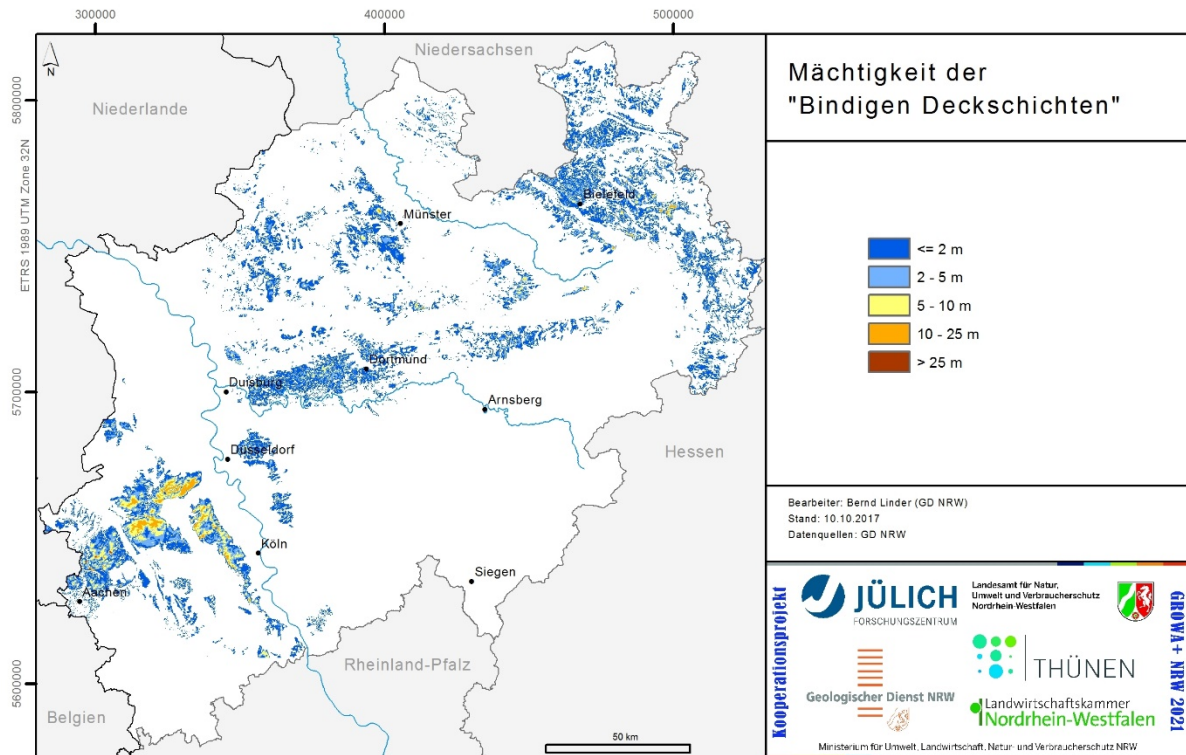 300000
400000
500000
5800000
5700000
5600000
ETRS 1989 UTM Zone 32N
N
Niedersachsen
Niederlande
Bielefeld
Münster
Dortmund
Duisburg
Arnsberg
Hessen
Düsseldorf
Köln
Siegen
Aachen
Rheinland-Pfalz
Belgien
50 km
Mächtigkeit der
"Bindigen Deckschichten"
<= 2 m
2 - 5 m
5 - 10 m
10 - 25 m
> 25 m
Bearbeiter: Bernd Linder (GD NRW)
Stand: 10.10.2017
Datenquellen: GD NRW
Kooperationsprojekt
JÜLICH
FORSCHUNGSZENTRUM
Landesamt für Natur,
Umwelt und Verbraucherschutz
Nordrhein-Westfalen
GROWA+ NRW 2021
THÜNEN
Geologischer Dienst NRW
Landwirtschaftskammer
Nordrhein-Westfalen
Ministerium für Umwelt, Landwirtschaft, Natur- und Verbraucherschutz NRW